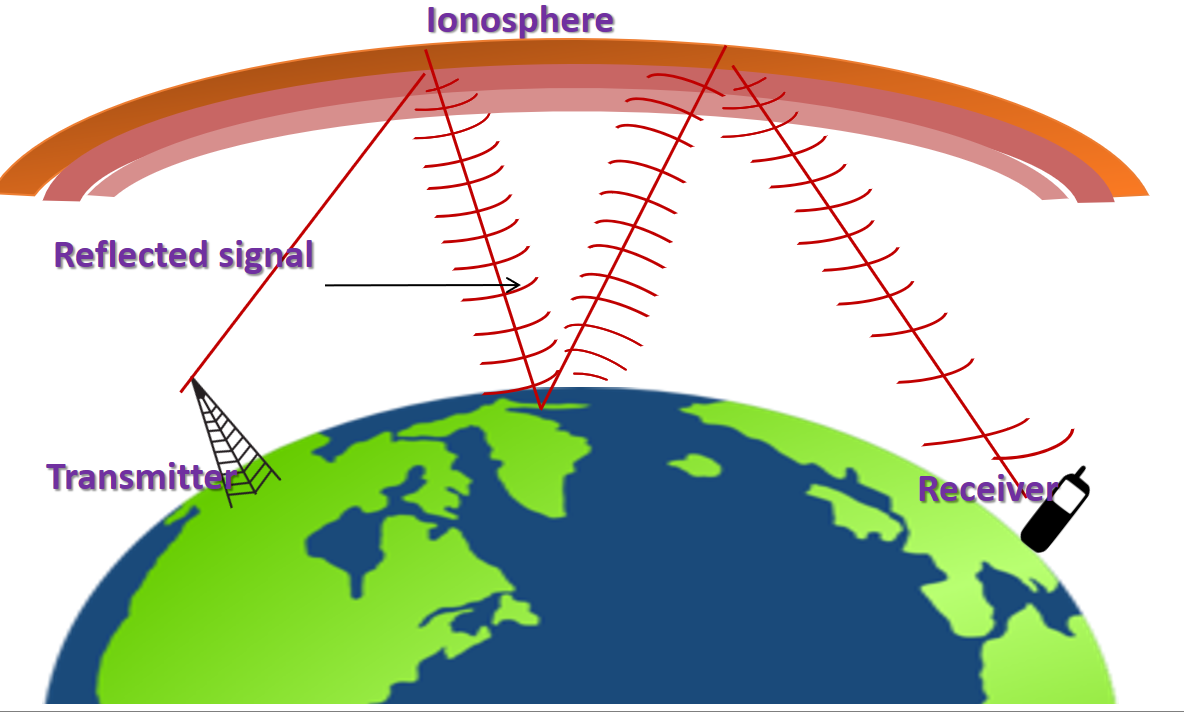 Ionosphere
Reflected signal
Transmitter
Receiver